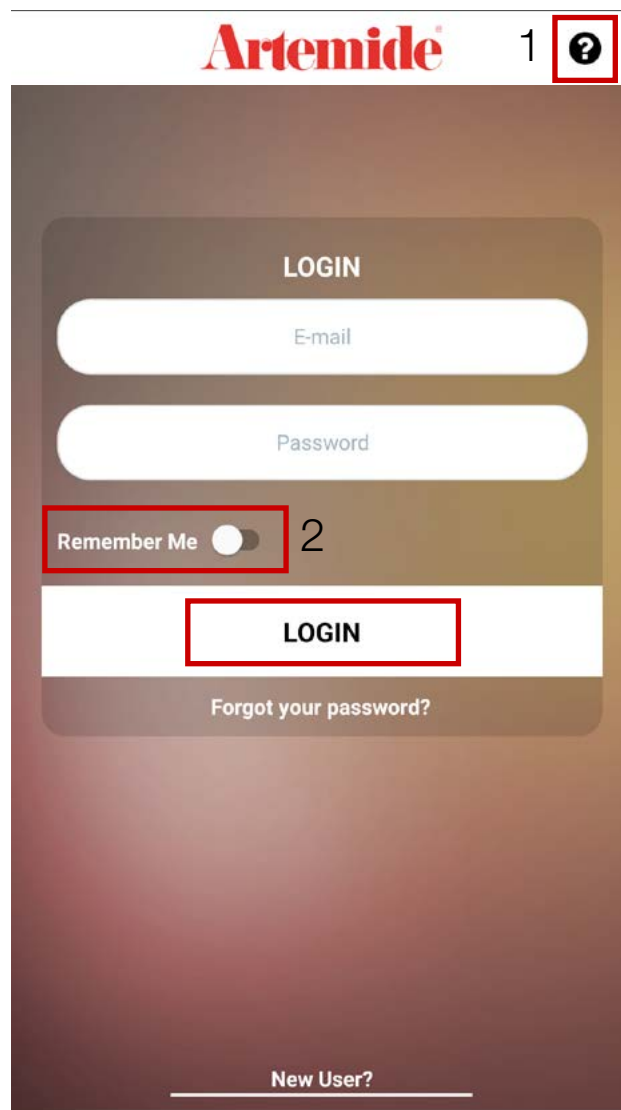 Artemide 1
LOGIN
E-mail
Password
Remember Me 2
LOGIN
Forgot your password?
New User?